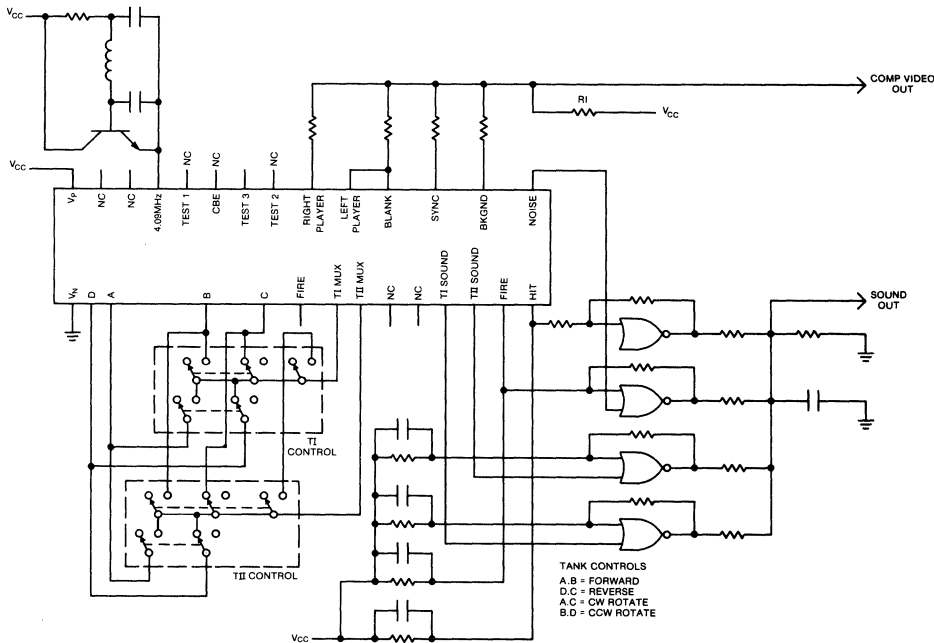 VCC
COMP VIDEO
OUT
R1
VCC
VCC
VP
NC
NC
4.09MHz
TEST 1
NC
CBE
NC
TEST 3
TEST 2
NC
RIGHT
PLAYER
LEFT
PLAYER
BLANK
SYNC
BKGND
NOISE
VN
D
A
B
C
FIRE
TI MUX
TII MUX
NC
NC
TI SOUND
TII SOUND
FIRE
HIT
SOUND
OUT
TI
CONTROL
TII CONTROL
TANK CONTROLS
A.B = FORWARD
D.C = REVERSE
A.C = CW ROTATE
B.D = CCW ROTATE
VCC